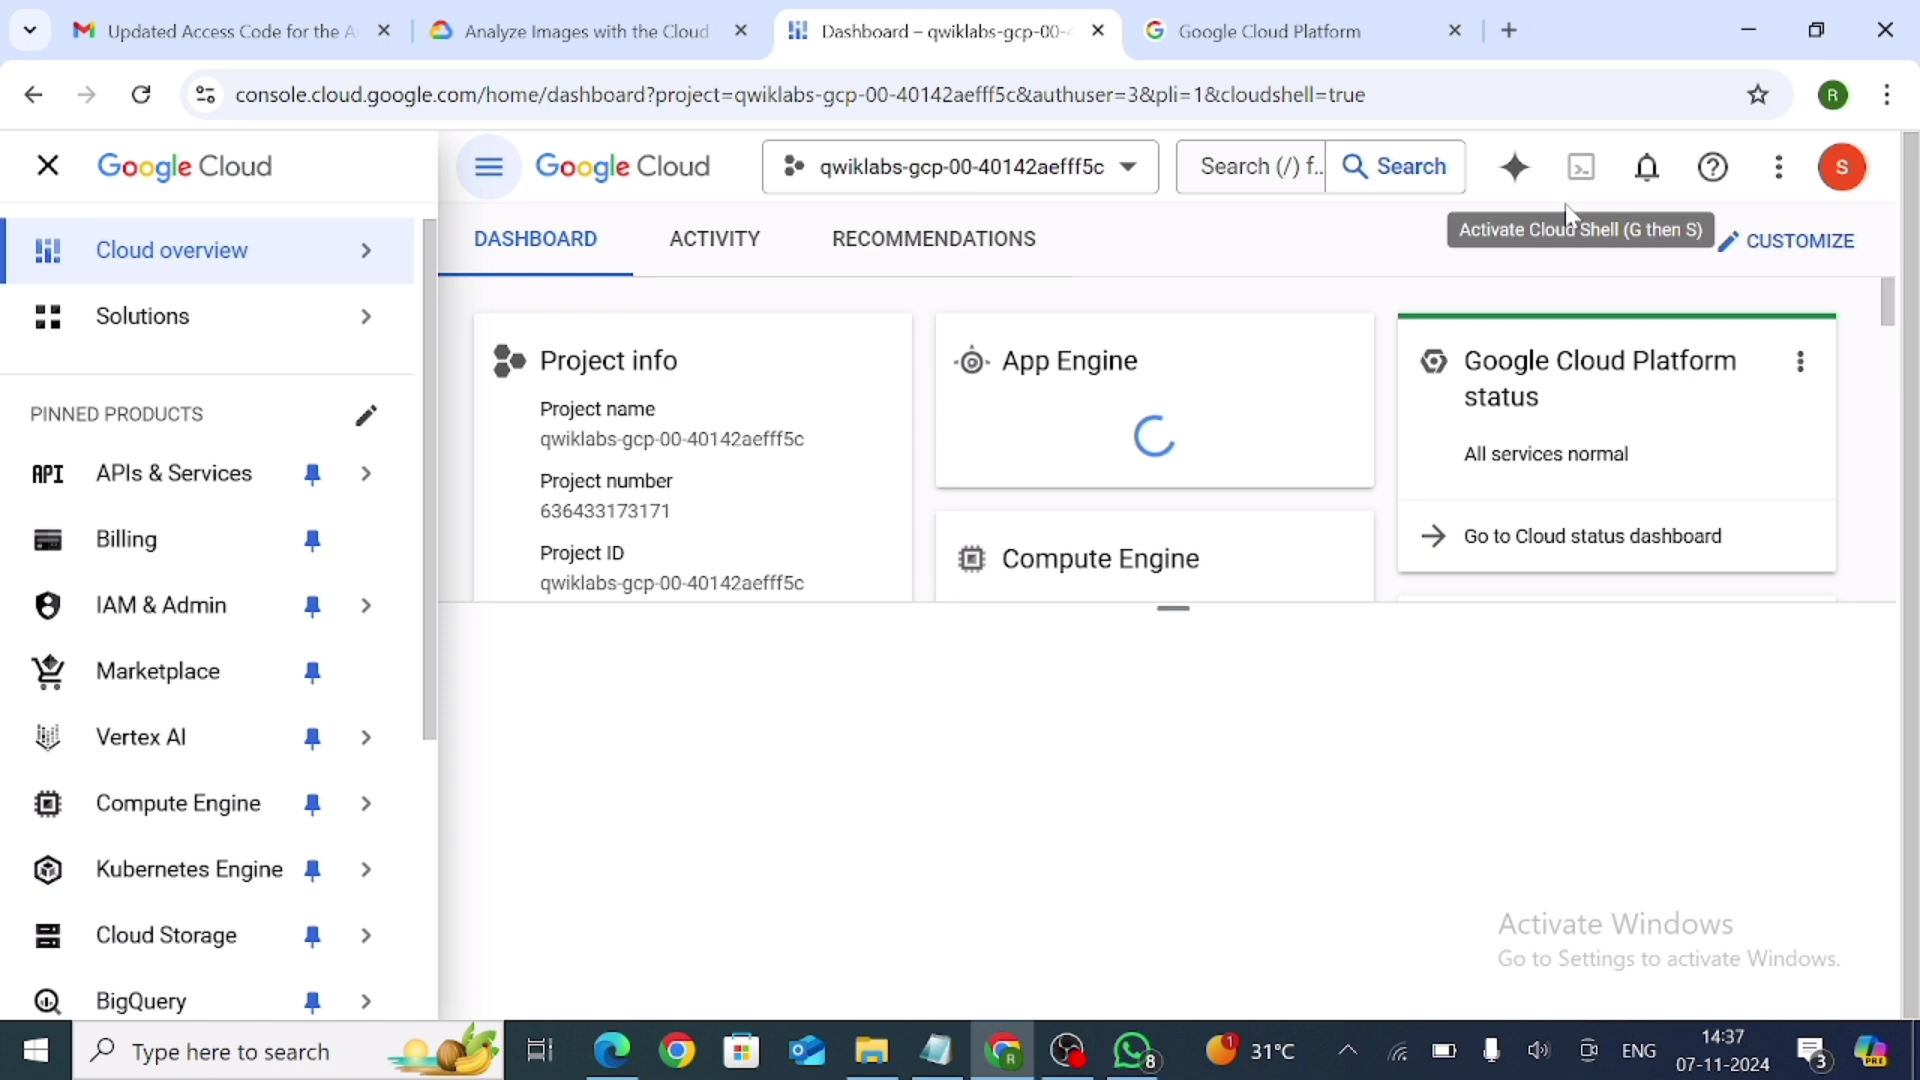 Updated Access Code for the A
Analyze Images with the Cloud
Dashboard – qwiklabs-gcp-00-
Google Cloud Platform
console.cloud.google.com/home/dashboard?project=qwiklabs-gcp-00-40142aefff5c&authuser=3&pli=1&cloudshell=true
R
Google Cloud
Google Cloud
qwiklabs-gcp-00-40142aefff5c
Search (/) f..
Search
S
Cloud overview
Solutions
PINNED PRODUCTS
API APIs & Services
Billing
IAM & Admin
Marketplace
Vertex AI
Compute Engine
Kubernetes Engine
Cloud Storage
BigQuery
DASHBOARD
ACTIVITY
RECOMMENDATIONS
Activate Cloud Shell (G then S)
CUSTOMIZE
Project info
Project name
qwiklabs-gcp-00-40142aefff5c
Project number
636433173171
Project ID
qwiklabs-gcp-00-40142aefff5c
App Engine
Compute Engine
Google Cloud Platform
status
All services normal
Go to Cloud status dashboard
Activate Windows
Go to Settings to activate Windows.
Type here to search
R
8
1
31°C
ENG
14:37
07-11-2024
3
PRE